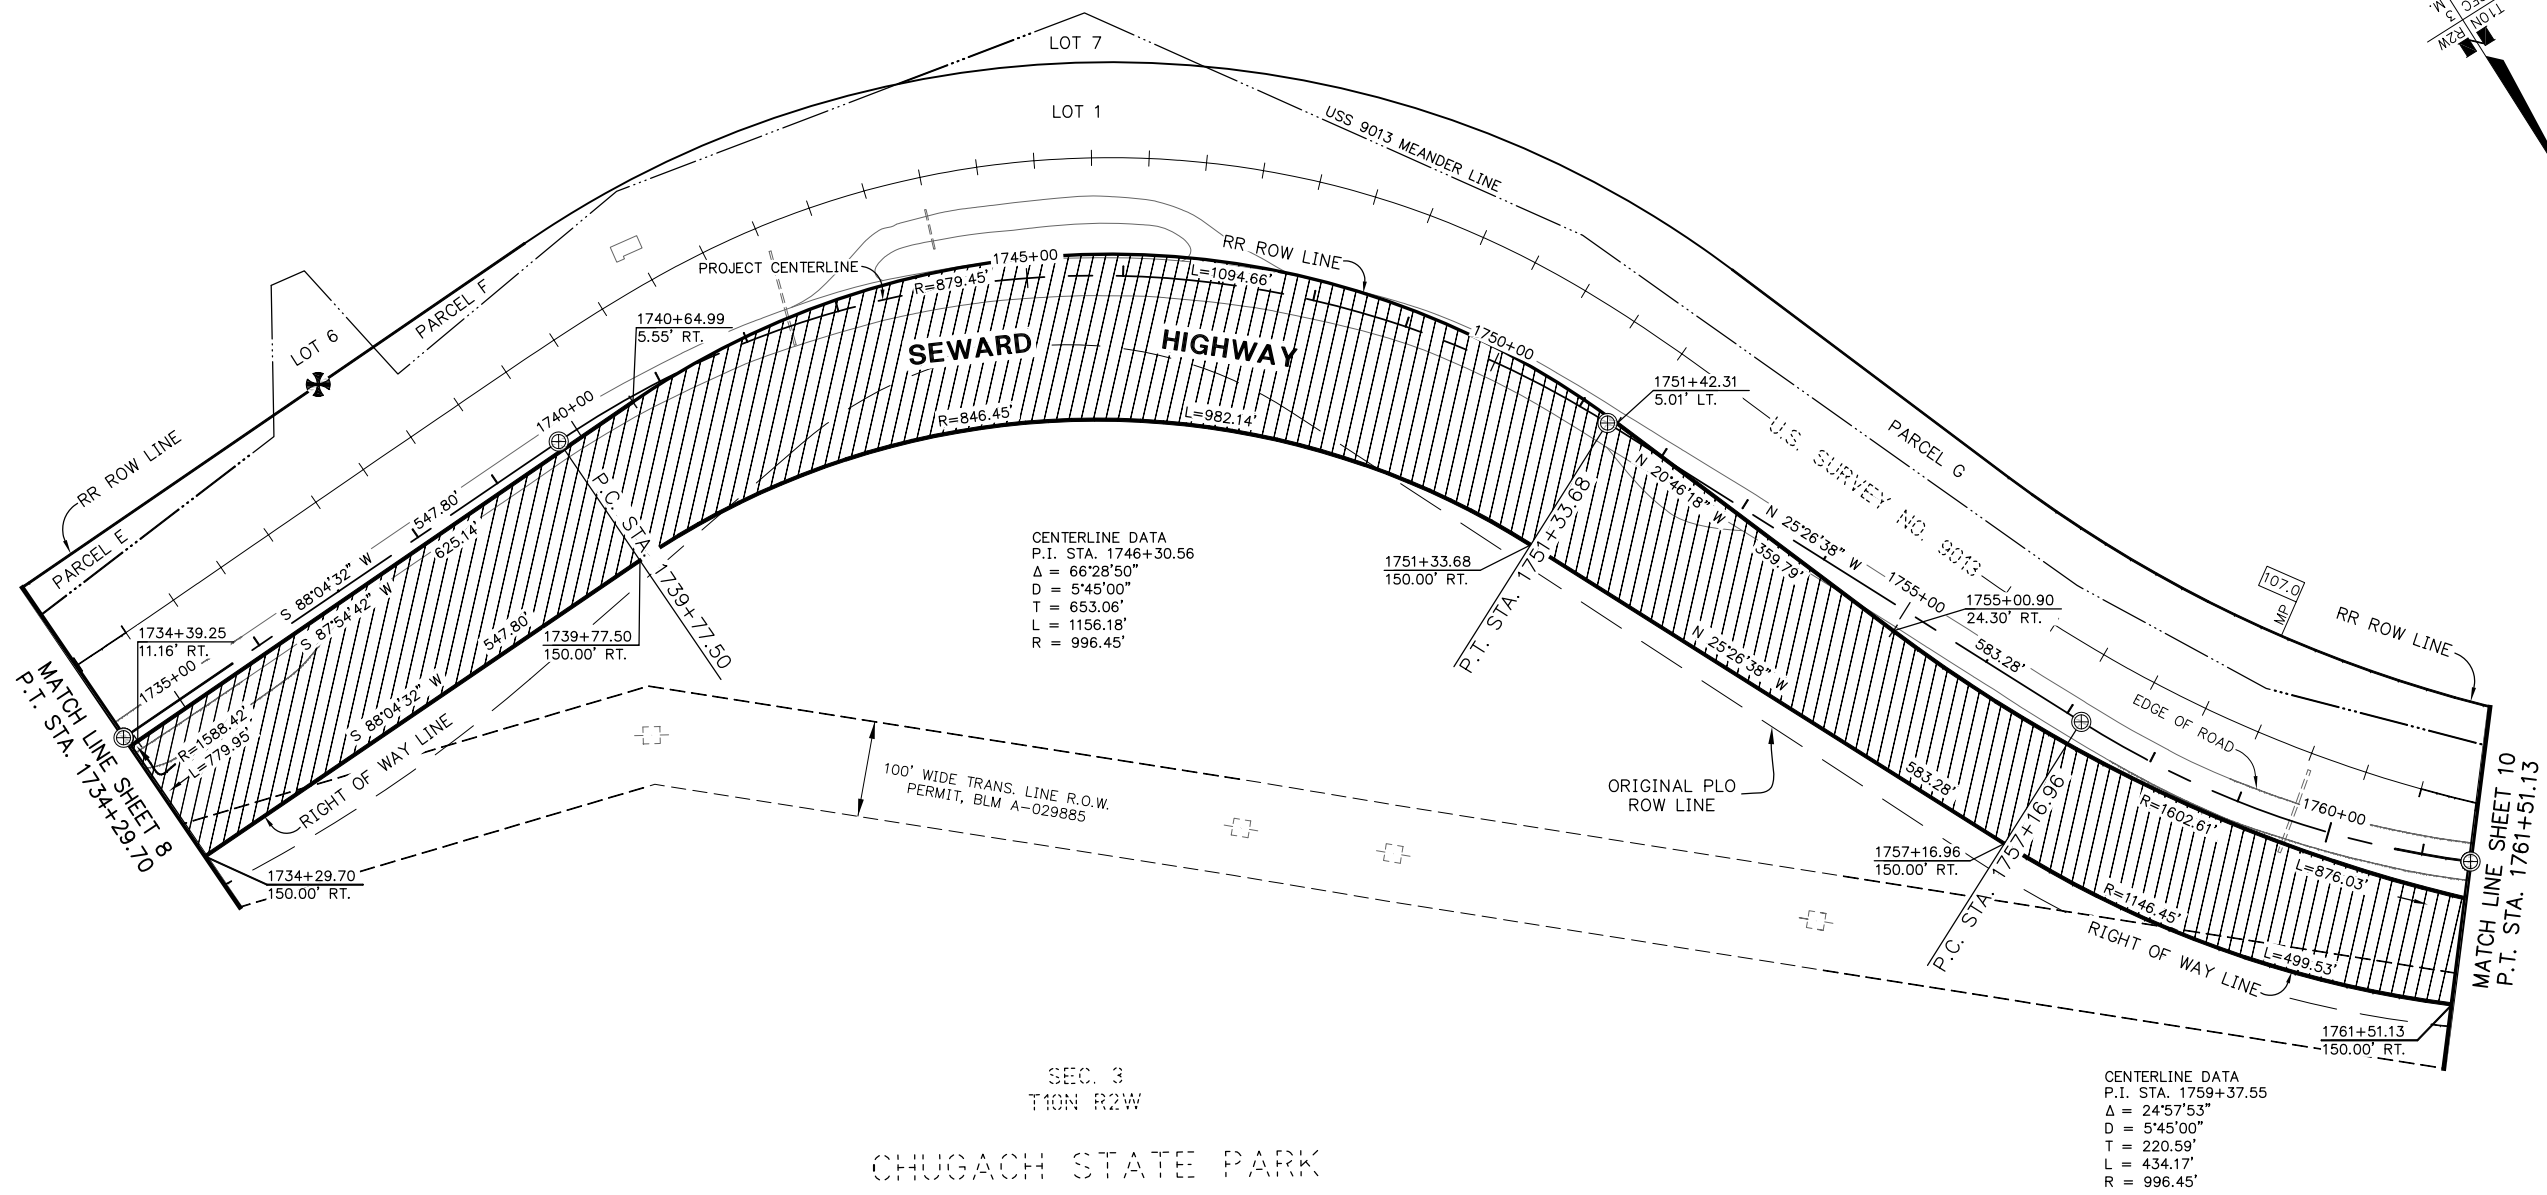 LOT 7
LOT 1
USS 9013 MEANDER LINE
T10N
R2W
SEC
3
M.
N
RR ROW LINE
PROJECT CENTERLINE
1745+00
R=879.45'
L=1094.66'
SEWARD HIGHWAY
R=846.45'
L=982.14'
1740+64.99
5.55' RT.
1740+00
1750+00
1751+42.31
5.01' LT.
PARCEL F
LOT 6
RR ROW LINE
PARCEL E
547.80'
S 88°04'32" W
625.14'
S 87°54'42" W
P.C. STA. 1739+77.50
1734+39.25
11.16' RT.
1735+00
547.80'
1739+77.50
150.00' RT.
S 88°04'32" W
R=1588.42'
L=779.95'
RIGHT OF WAY LINE
MATCH LINE SHEET 8
P.T. STA. 1734+29.70
1734+29.70
150.00' RT.
CENTERLINE DATA
P.I. STA. 1746+30.56
Δ = 66°28'50"
D = 5°45'00"
T = 653.06'
L = 1156.18'
R = 996.45'
100' WIDE TRANS. LINE R.O.W.
PERMIT, BLM A-029885
1751+33.68
150.00' RT.
P.T. STA. 1751+33.68
N 20°46'18" W
359.79'
N 25°26'38" W
U.S. SURVEY NO. 9013
PARCEL G
1755+00
1755+00.90
24.30' RT.
583.28'
107.0
MP
RR ROW LINE
EDGE OF ROAD
N 25°26'38" W
583.28'
ORIGINAL PLO
ROW LINE
1757+16.96
150.00' RT.
P.C. STA. 1757+16.96
1760+00
R=1602.61'
L=876.03'
R=1146.45'
L=499.53'
RIGHT OF WAY LINE
MATCH LINE SHEET 10
P.T. STA. 1761+51.13
1761+51.13
150.00' RT.
CENTERLINE DATA
P.I. STA. 1759+37.55
Δ = 24°57'53"
D = 5°45'00"
T = 220.59'
L = 434.17'
R = 996.45'
SEC. 3
T10N R2W
CHUGACH STATE PARK